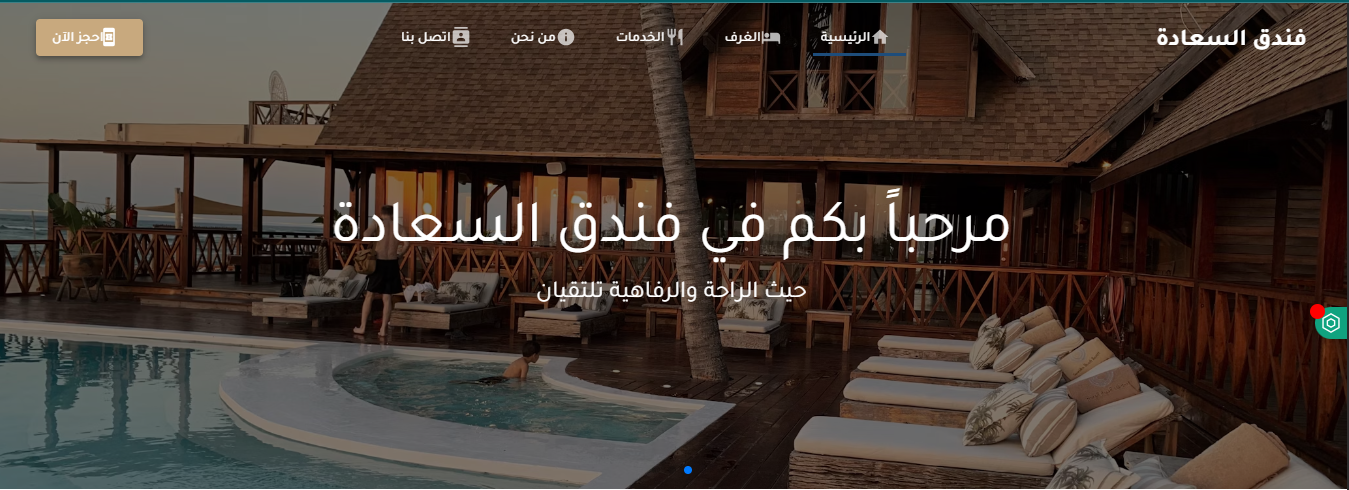 فندق السعادة
الرئيسية
الغرف
الخدمات
من نحن
اتصل بنا
احجز الآن
مرحباً بكم في فندق السعادة
حيث الراحة والرفاهية تلتقيان